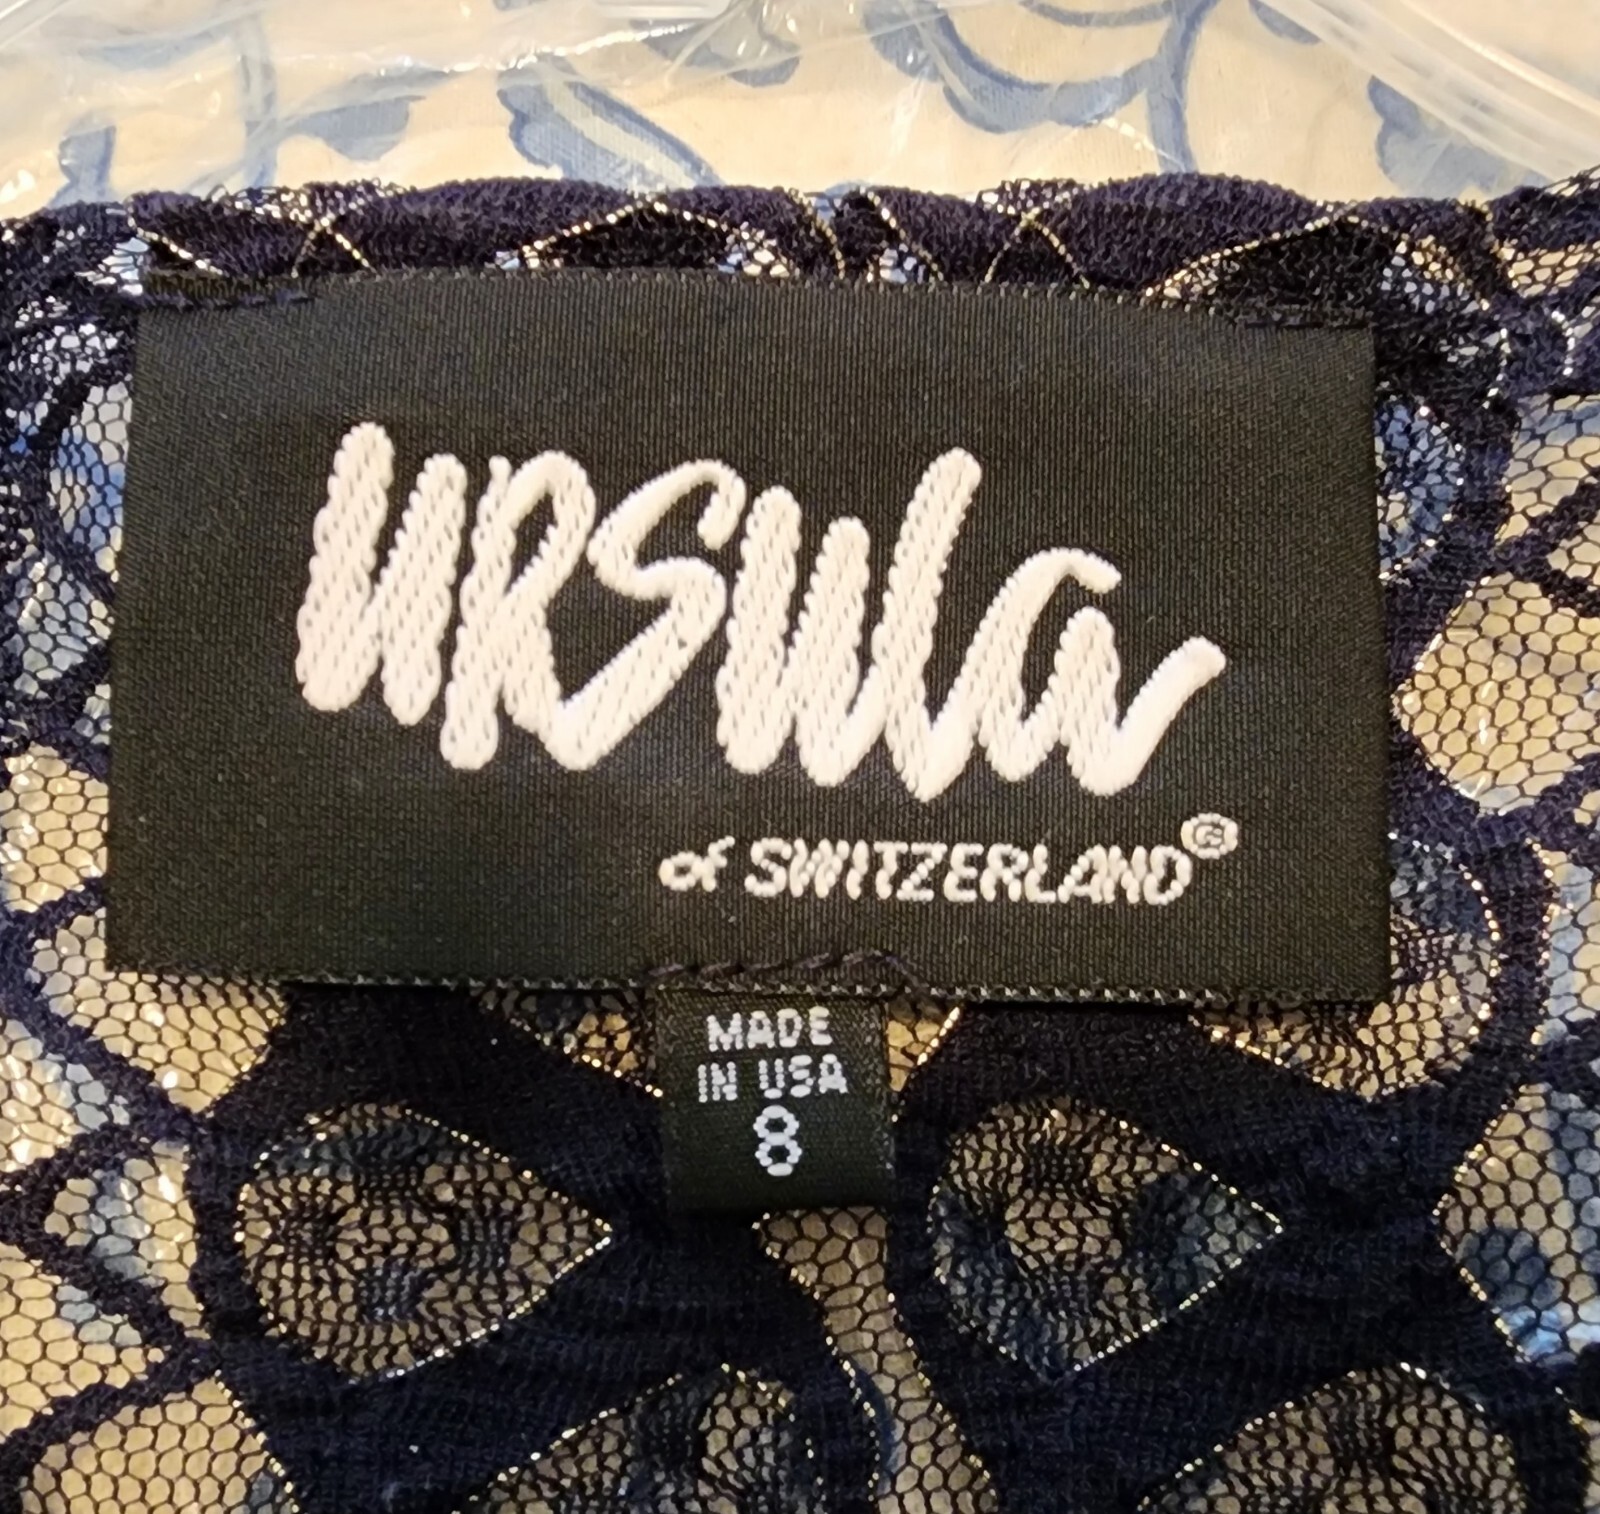 URSULA
of SWITZERLAND®
MADE
IN USA
8